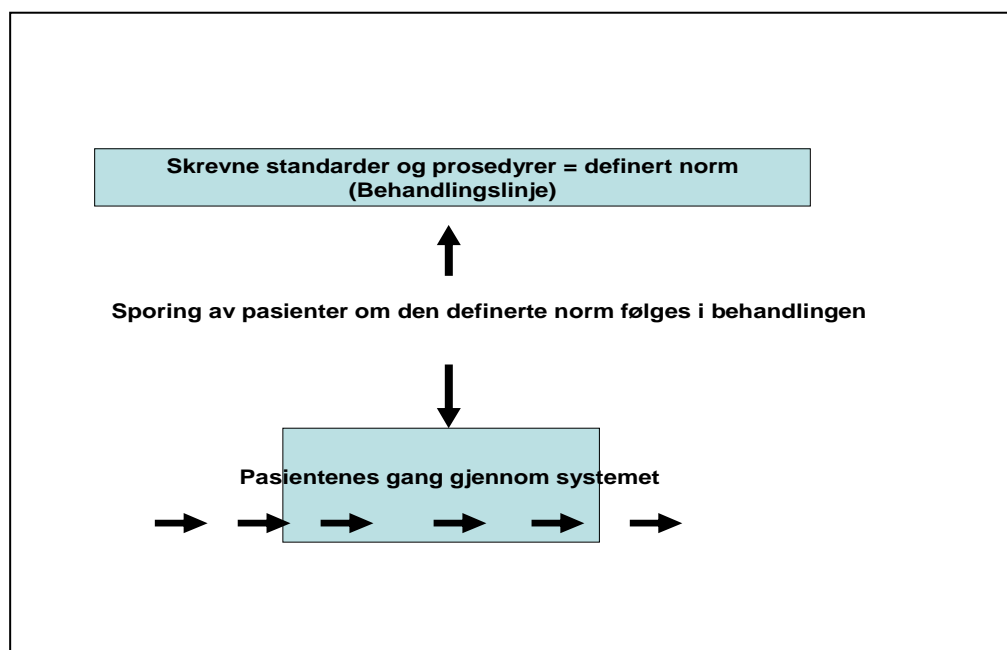 Skrevne standarder og prosedyrer = definert norm
(Behandlingslinje)
Sporing av pasienter om den definerte norm følges i behandlingen
Pasientenes gang gjennom systemet